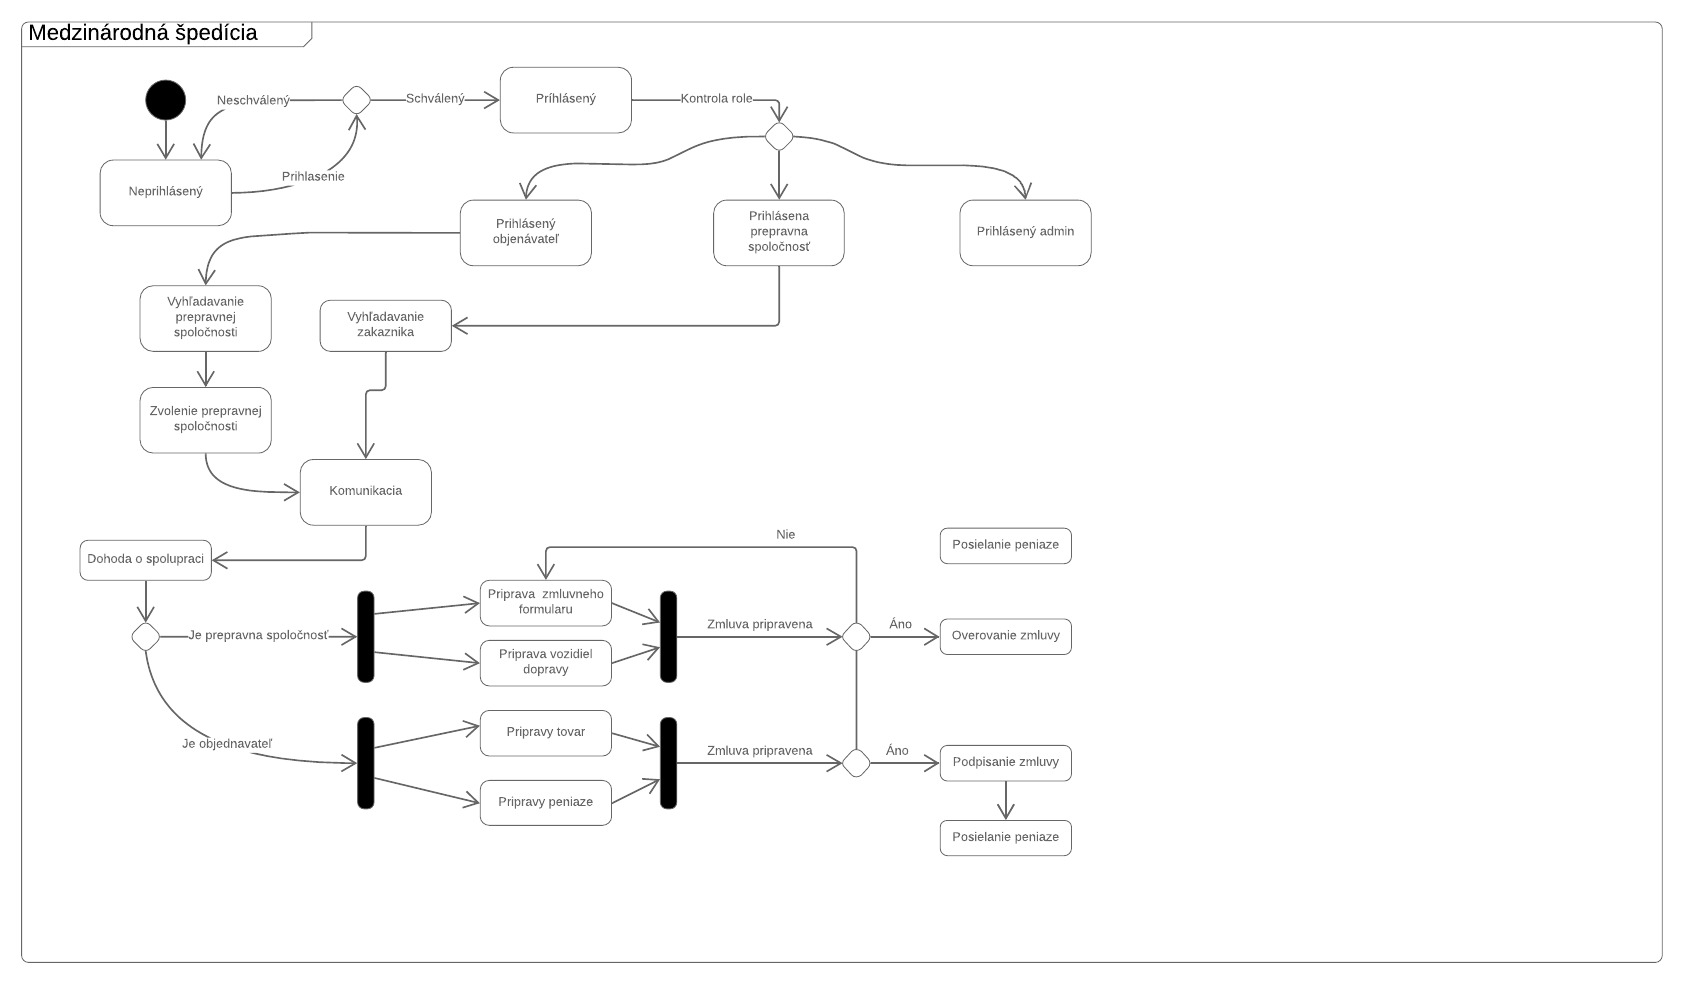 Medzinárodná špedícia
Neschválený
Schválený
Príhlásený
Kontrola role
Prihlasenie
Neprihlásený
Prihlásený
objenávateľ
Prihlásena
prepravna
spoločnosť
Prihlásený admin
Vyhľadavanie
prepravnej
spoločnosti
Vyhľadavanie
zakaznika
Zvolenie prepravnej
spoločnosti
Komunikacia
Dohoda o spolupraci
Nie
Posielanie peniaze
Priprava  zmluvneho
formularu
Je prepravna spoločnosť
Zmluva pripravena
Áno
Overovanie zmluvy
Priprava vozidiel
dopravy
Je objednavateľ
Pripravy tovar
Zmluva pripravena
Áno
Podpisanie zmluvy
Pripravy peniaze
Posielanie peniaze